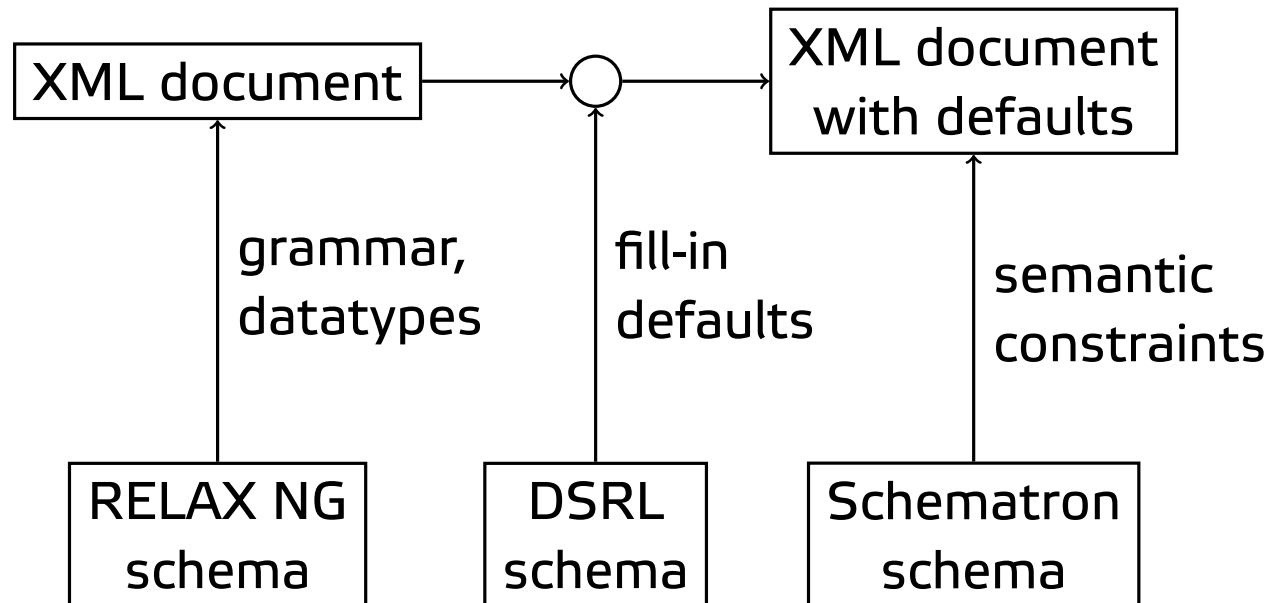 XML document
XML document
with defaults
grammar,
datatypes
fill-in
defaults
semantic
constraints
RELAX NG
schema
DSRL
schema
Schematron
schema